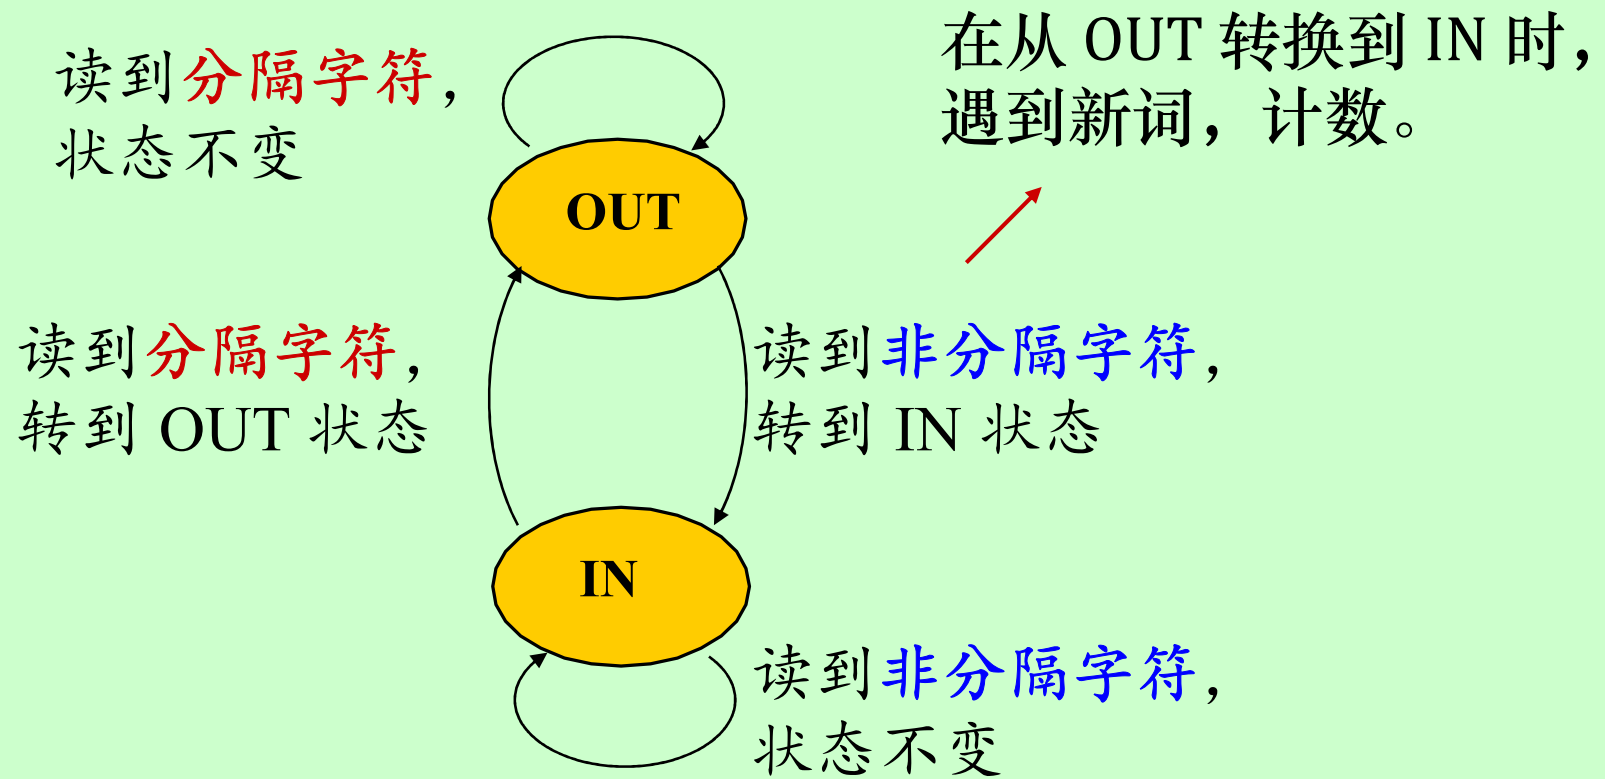 读到分隔字符，
状态不变
在从 OUT 转换到 IN 时，
遇到新词，计数。
OUT
读到分隔字符，
转到 OUT 状态
读到非分隔字符，
转到 IN 状态
IN
读到非分隔字符，
状态不变